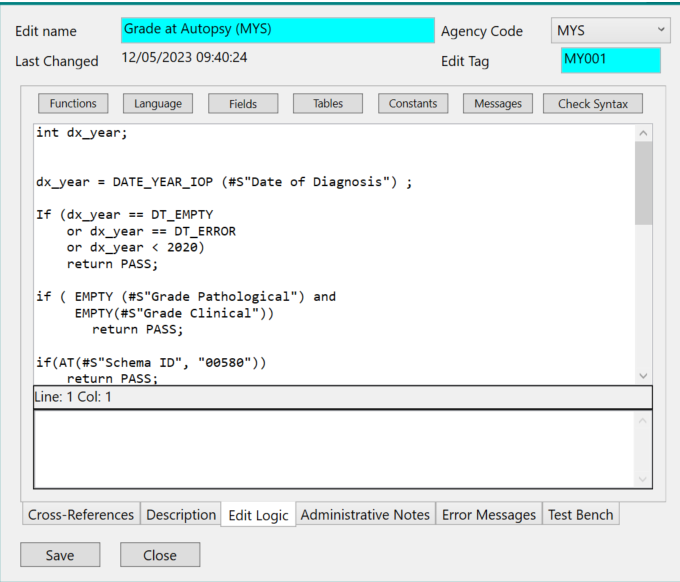 Edit name Grade at Autopsy (MYS) Agency Code MYS
Last Changed 12/05/2023 09:40:24 Edit Tag MY001
Functions Language Fields Tables Constants Messages Check Syntax
int dx_year;
dx_year = DATE_YEAR_IOP (#S"Date of Diagnosis") ;
If (dx_year == DT_EMPTY
or dx_year == DT_ERROR
or dx_year < 2020)
return PASS;
if ( EMPTY (#S"Grade Pathological") and
EMPTY(#S"Grade Clinical"))
return PASS;
if(AT(#S"Schema ID", "00580"))
return PASS;
Line: 1 Col: 1
Cross-References Description Edit Logic Administrative Notes Error Messages Test Bench
Save Close